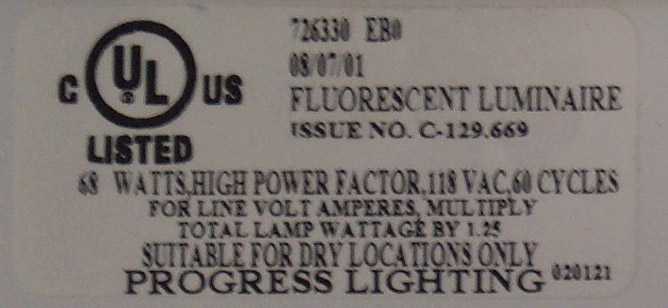 726330 EB0
08/07/01
FLUORESCENT LUMINAIRE
ISSUE NO. C-129,669
C UL ® US
LISTED
68 WATTS,HIGH POWER FACTOR,118 VAC,60 CYCLES
FOR LINE VOLT AMPERES, MULTIPLY
TOTAL LAMP WATTAGE BY 1.25
SUITABLE FOR DRY LOCATIONS ONLY
PROGRESS LIGHTING 020121